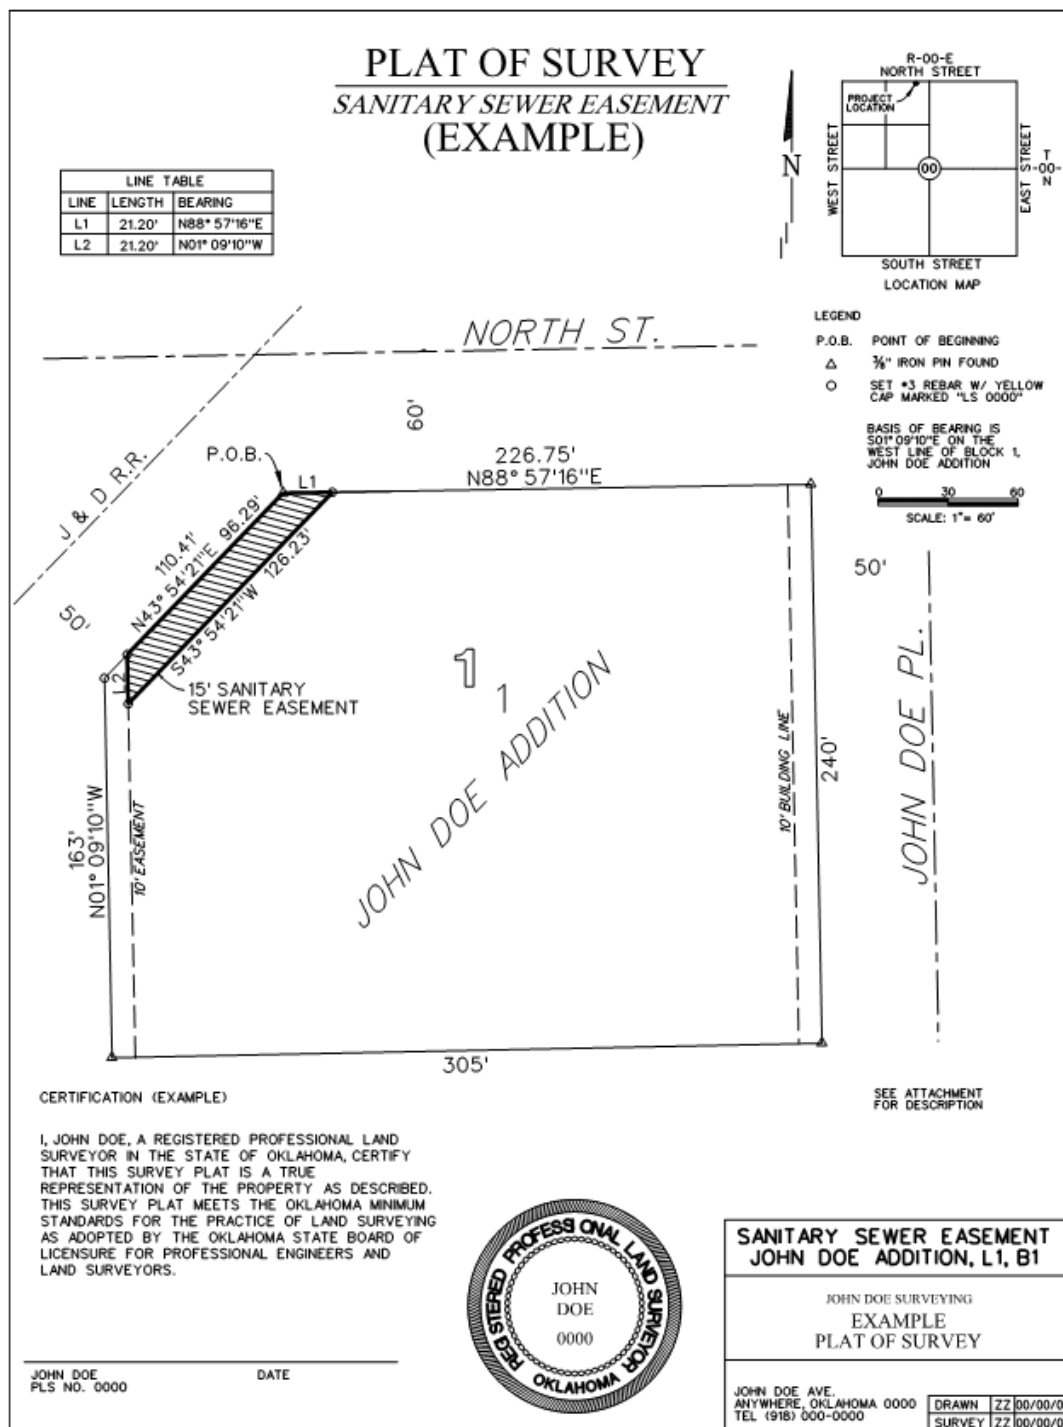 PLAT OF SURVEY
SANITARY SEWER EASEMENT
(EXAMPLE)
R-00-E
NORTH STREET
PROJECT
LOCATION
WEST STREET
00
EAST STREET
T
-00-
N
SOUTH STREET
LOCATION MAP
N
LINE TABLE
LINE LENGTH BEARING
L1 21.20' N88° 57'16"E
L2 21.20' N01° 09'10"W
LEGEND
P.O.B. POINT OF BEGINNING
⅜" IRON PIN FOUND
SET #3 REBAR W/ YELLOW
CAP MARKED "LS 0000"
BASIS OF BEARING IS
S01° 09'10"E ON THE
WEST LINE OF BLOCK 1,
JOHN DOE ADDITION
0 30 60
SCALE: 1"= 60'
NORTH ST.
60'
J & D R.R.
P.O.B.
L1
226.75'
N88° 57'16"E
110.41'
N43° 54'21"E 96.29'
S43° 54'21"W 126.23'
50'
50'
L2
15' SANITARY
SEWER EASEMENT
1
1
JOHN DOE ADDITION
163'
N01° 09'10"W
10' EASEMENT
10' BUILDING LINE
240'
JOHN DOE PL.
305'
CERTIFICATION (EXAMPLE)
SEE ATTACHMENT
FOR DESCRIPTION
I, JOHN DOE, A REGISTERED PROFESSIONAL LAND
SURVEYOR IN THE STATE OF OKLAHOMA, CERTIFY
THAT THIS SURVEY PLAT IS A TRUE
REPRESENTATION OF THE PROPERTY AS DESCRIBED.
THIS SURVEY PLAT MEETS THE OKLAHOMA MINIMUM
STANDARDS FOR THE PRACTICE OF LAND SURVEYING
AS ADOPTED BY THE OKLAHOMA STATE BOARD OF
LICENSURE FOR PROFESSIONAL ENGINEERS AND
LAND SURVEYORS.
JOHN DOE DATE
PLS NO. 0000
REGISTERED PROFESSIONAL LAND SURVEYOR
JOHN
DOE
0000
OKLAHOMA
SANITARY SEWER EASEMENT
JOHN DOE ADDITION, L1, B1
JOHN DOE SURVEYING
EXAMPLE
PLAT OF SURVEY
JOHN DOE AVE.
ANYWHERE, OKLAHOMA 0000
TEL (918) 000-0000
DRAWN ZZ 00/00/0
SURVEY ZZ 00/00/0